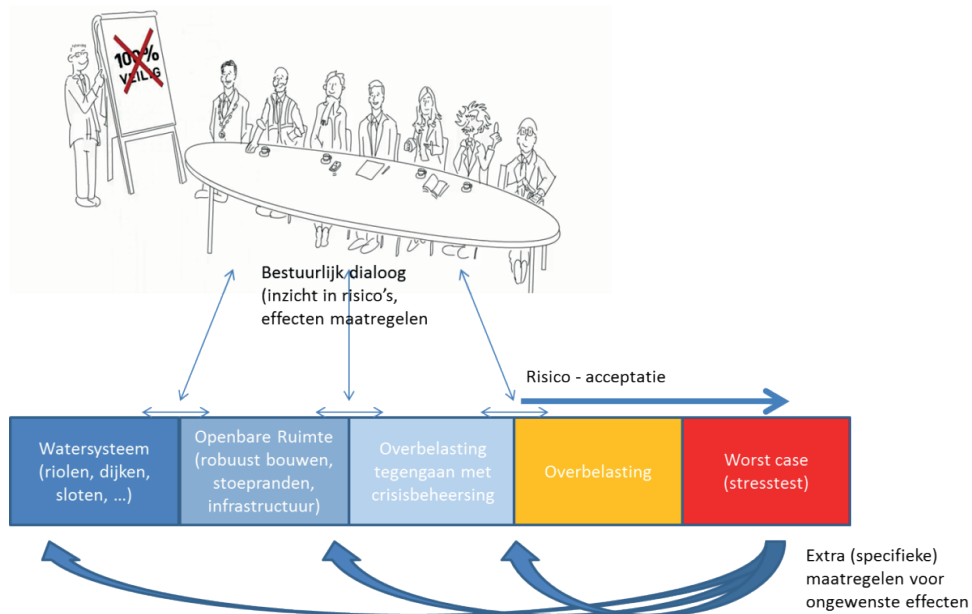 100%
VEILIG
Bestuurlijk dialoog
(inzicht in risico's,
effecten maatregelen
Risico - acceptatie
Watersysteem
(riolen, dijken,
sloten, ...)
Openbare Ruimte
(robuust bouwen,
stoepranden,
infrastructuur)
Overbelasting
tegengaan met
crisisbeheersing
Overbelasting
Worst case
(stresstest)
Extra (specifieke)
maatregelen voor
ongewenste effecten